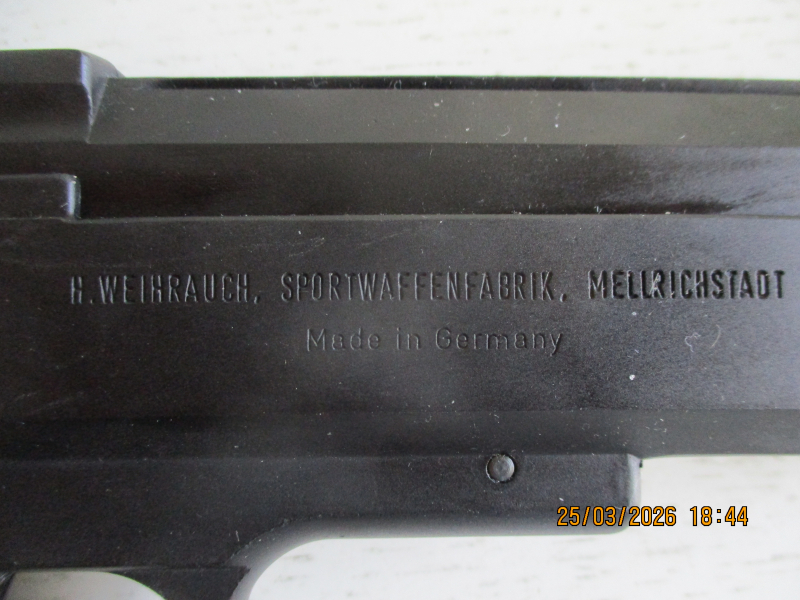 H.WEIHRAUCH, SPORTWAFFENFABRIK, MELLRICHSTADT
Made in Germany
25/03/2026 18:44